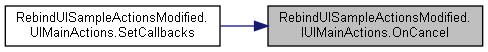 RebindUISampleActionsModified.
UIMainActions.SetCallbacks
RebindUISampleActionsModified.
IUIMainActions.OnCancel